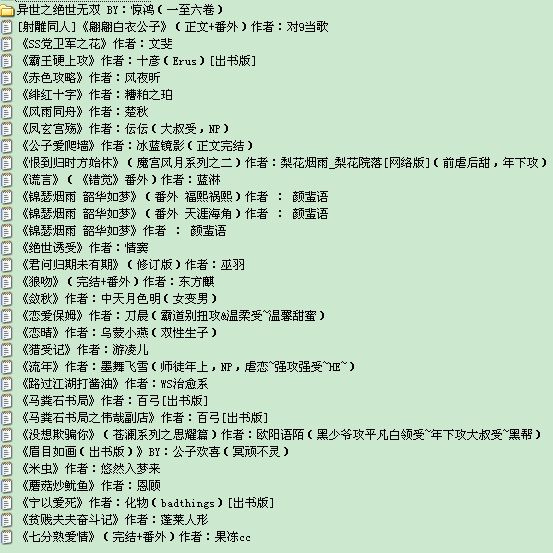 异世之绝世无双 BY：惊鸿（一至六卷）
[射雕同人]《翩翩白衣公子》（正文+番外）作者：对9当歌
《SS党卫军之花》作者：文斐
《霸王硬上攻》作者：十彦(Erus)[出书版]
《赤色攻略》作者：风夜昕
《绯红十字》作者：糟粕之珀
《风雨同舟》作者：楚秋
《凤玄宫殇》作者：伝伝（大叔受，NP）
《公子爱爬墙》作者：冰蓝镜影（正文完结）
《恨到归时方始休》（魔宫风月系列之二）作者：梨花烟雨_梨花院落[网络版]（前虐后甜，年下攻）
《谎言》（《错觉》番外）作者：蓝淋
《锦瑟烟雨 韶华如梦》（番外 福熙祸熙）作者 ： 颜蛮语
《锦瑟烟雨 韶华如梦》（番外 天涯海角）作者 ： 颜蛮语
《锦瑟烟雨 韶华如梦》作者 ： 颜蛮语
《绝世诱受》作者：情窦
《君问归期未有期》（修订版）作者：巫羽
《狼吻》（完结+番外）作者：东方麒
《敛秋》作者：中天月色明（女变男）
《恋爱保姆》作者：刀晨（霸道别扭攻&温柔受~温馨甜蜜）
《恋晴》作者：乌蒙小燕（双性生子）
《猎受记》作者：游凌儿
《流年》作者：墨舞飞雪（师徒年上，NP，虐恋~强攻强受~HE~）
《路过江湖打酱油》作者：WS治愈系
《马粪石书局》作者：百弓[出书版]
《马粪石书局之伟哉副店》作者：百弓[出书版]
《没想欺骗你》（苍澜系列之思耀篇）作者：欧阳语陌（黑少爷攻平凡白领受~年下攻大叔受~黑帮）
《眉目如画（出书版）》BY：公子欢喜（冥顽不灵）
《米虫》作者：悠然入梦来
《蘑菇炒鱿鱼》作者：恩顾
《宁以爱死》作者：化物(badthings)[出书版]
《贫贱夫夫奋斗记》作者：蓬莱人形
《七分熟爱情》（完结+番外）作者：果冻cc